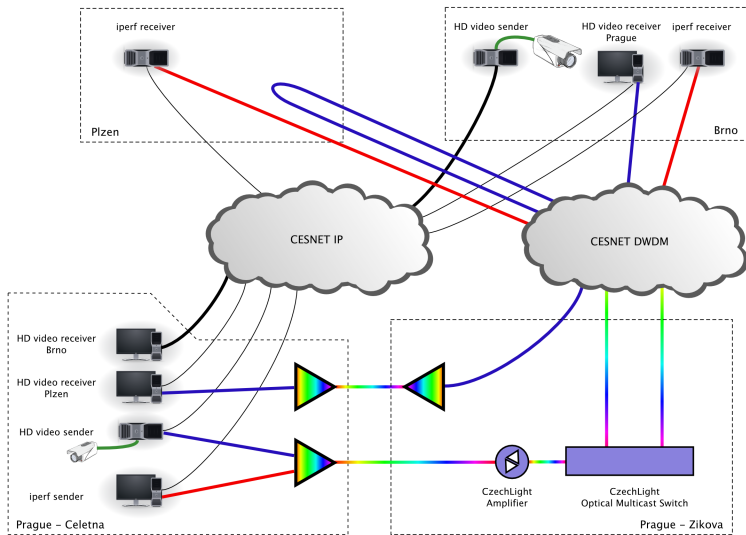 iperf receiver
HD video sender
HD video receiver
Prague
iperf receiver
Plzen
Brno
CESNET IP
CESNET DWDM
HD video receiver
Brno
HD video receiver
Plzen
HD video sender
iperf sender
CzechLight
Amplifier
CzechLight
Optical Multicast Switch
Prague – Celetna
Prague – Zikova